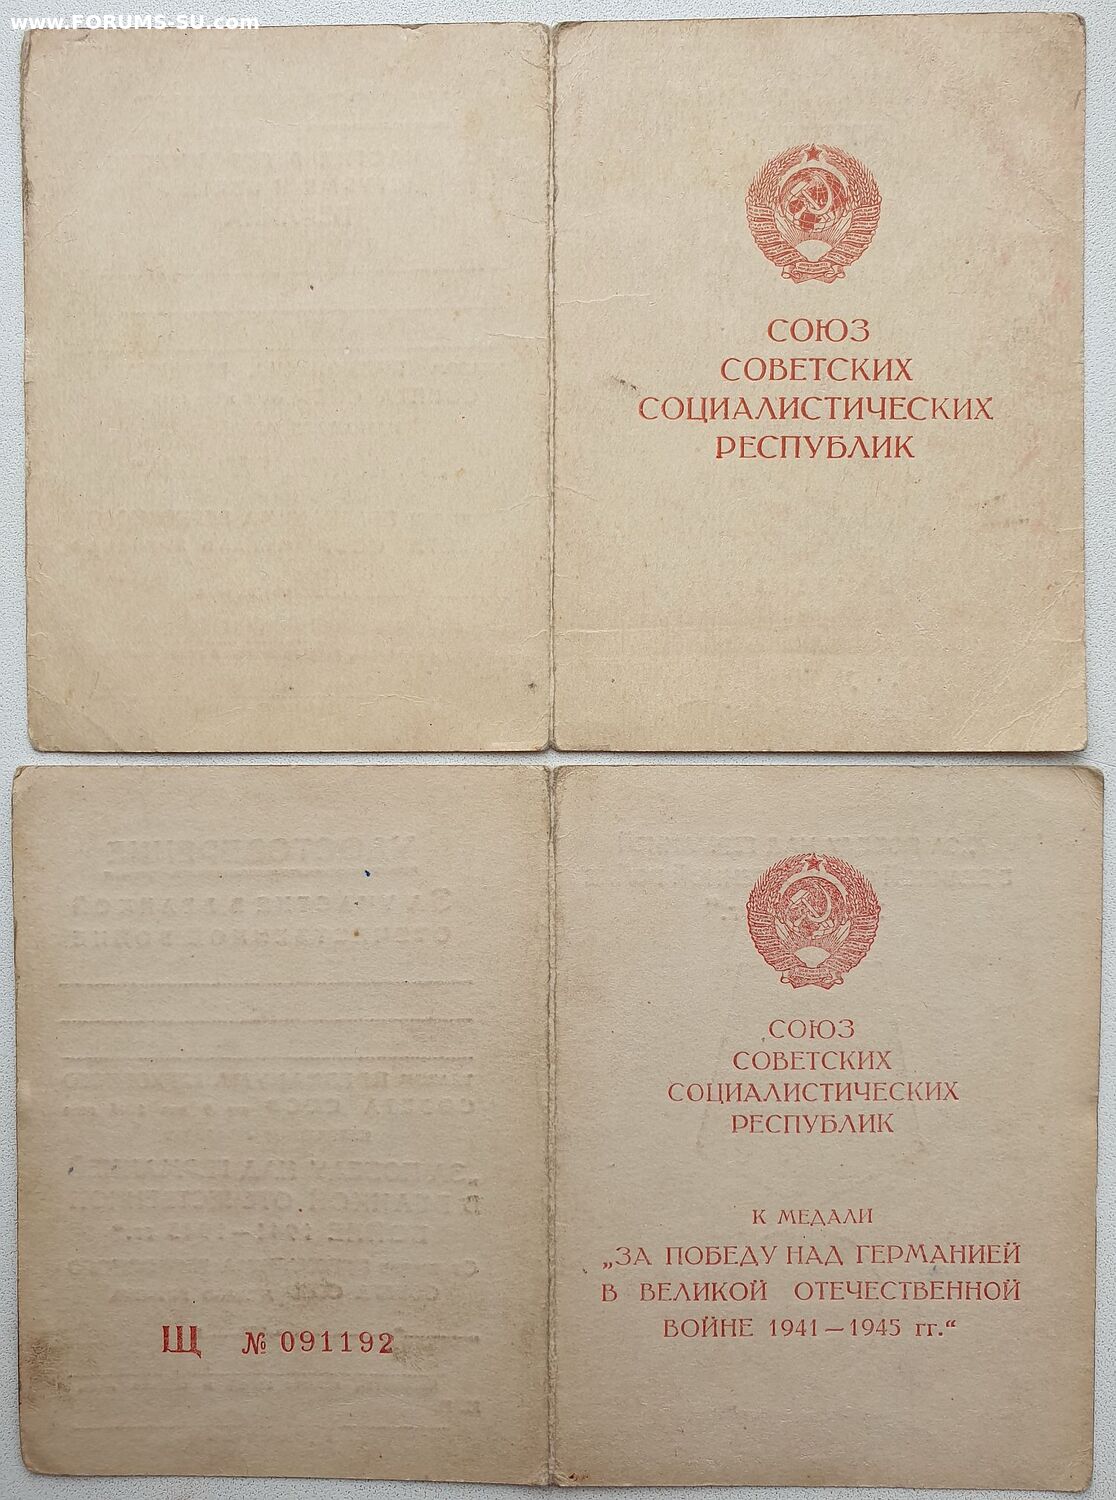 www.FORUMS-SU.com
СОЮЗ
СОВЕТСКИХ
СОЦИАЛИСТИЧЕСКИХ
РЕСПУБЛИК
СОЮЗ
СОВЕТСКИХ
СОЦИАЛИСТИЧЕСКИХ
РЕСПУБЛИК
К МЕДАЛИ
„ЗА ПОБЕДУ НАД ГЕРМАНИЕЙ
В ВЕЛИКОЙ ОТЕЧЕСТВЕННОЙ
ВОЙНЕ 1941—1945 гг.“
Щ № 091192